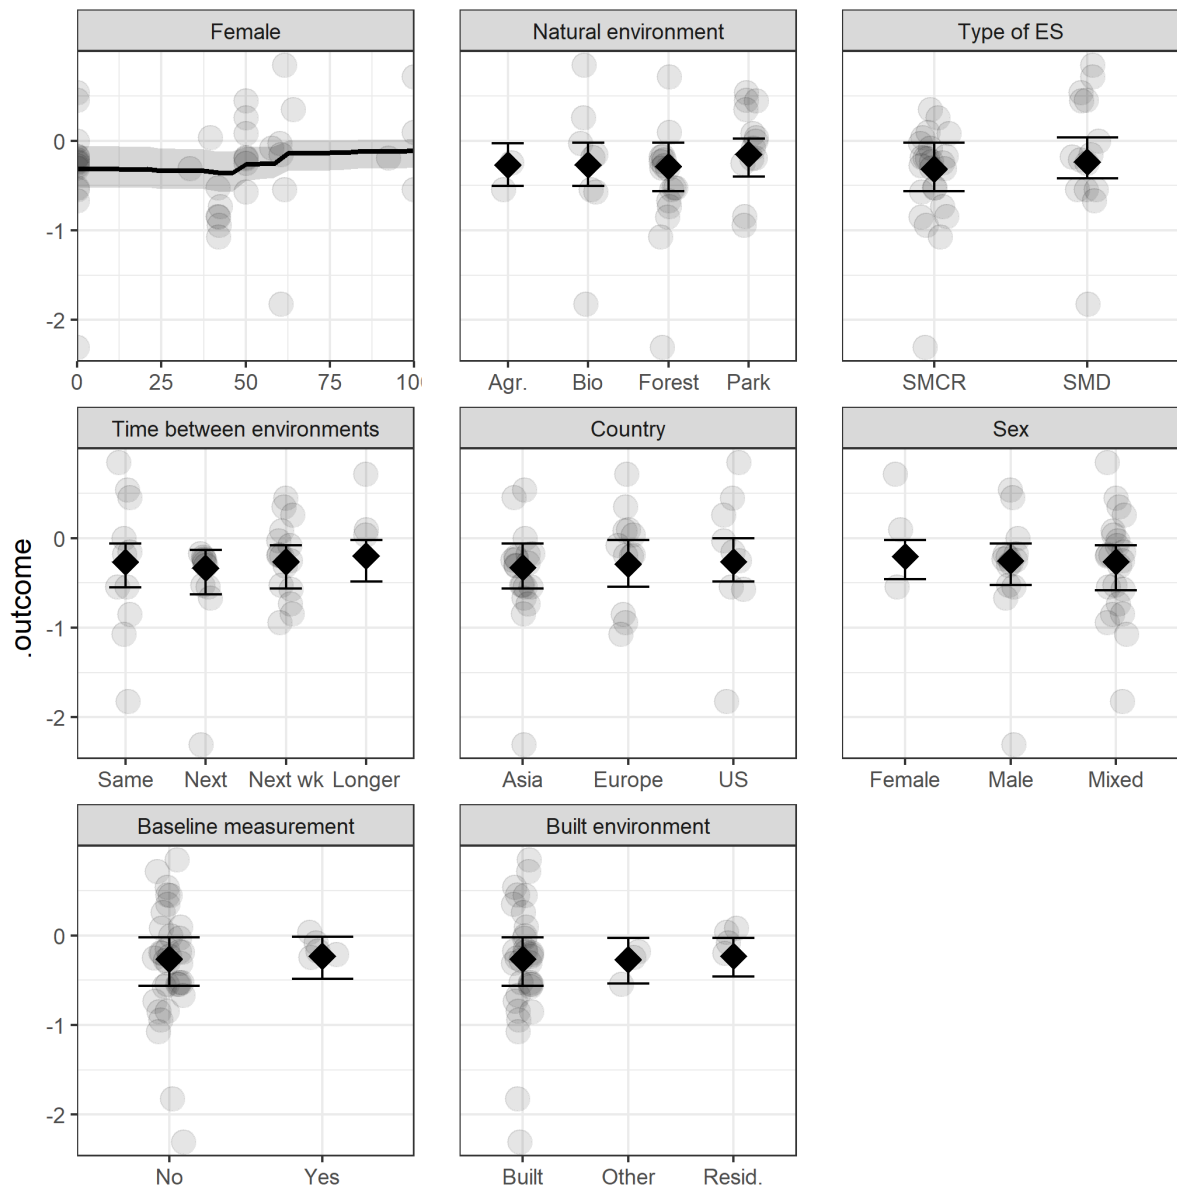 Female
Natural environment
Type of ES
0
-1
-2
0 25 50 75 10
Agr. Bio Forest Park
SMCR SMD
Time between environments
Country
Sex
.outcome
0
-1
-2
Same Next Next wk Longer
Asia Europe US
Female Male Mixed
Baseline measurement
Built environment
0
-1
-2
No Yes
Built Other Resid.